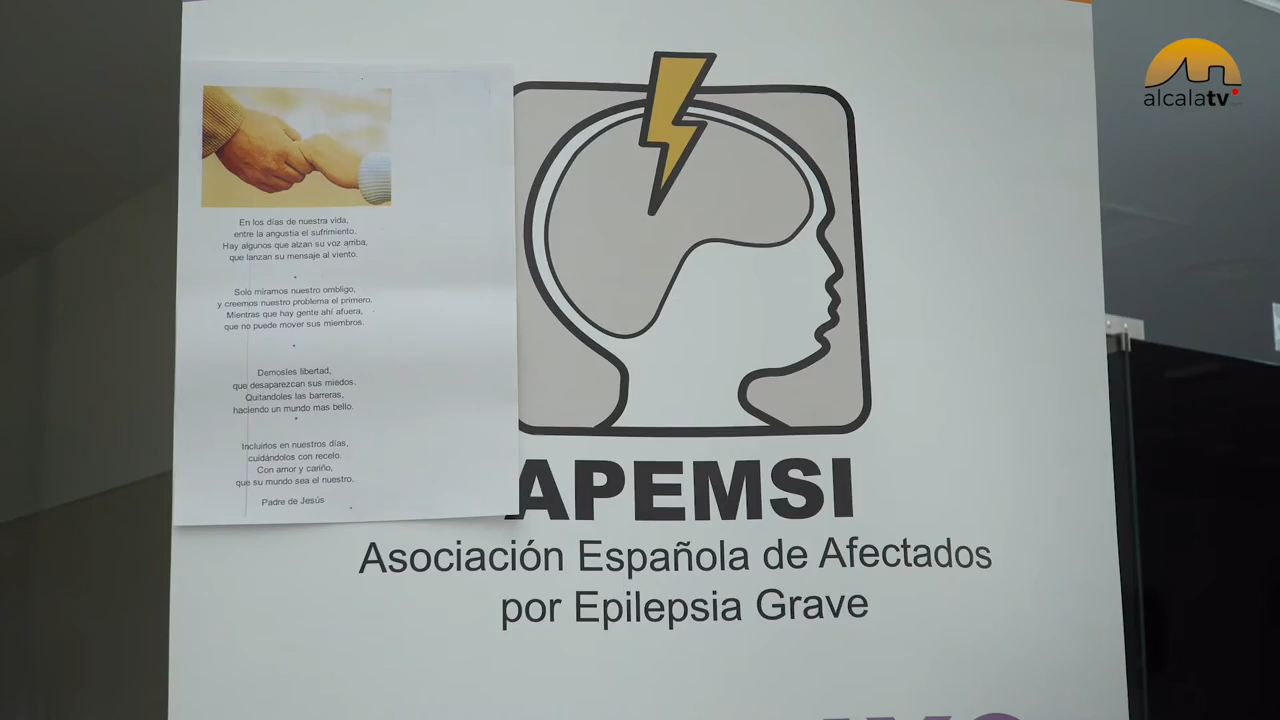 alcalatv
En los días de nuestra vida,
entre la angustia el sufrimiento.
Hay algunos que alzan su voz arriba,
que lanzan su mensaje al viento.
Solo miramos nuestro ombligo,
y creemos nuestro problema el primero.
Mientras que hay gente ahí afuera,
que no puede mover sus miembros.
Demosles libertad,
que desaparezcan sus miedos.
Quitandoles las barreras,
haciendo un mundo mas bello.
Incluirlos en nuestros días,
cuidándolos con recelo.
Con amor y cariño,
que su mundo sea el nuestro.
Padre de Jesús
APEMSI
Asociación Española de Afectados
por Epilepsia Grave